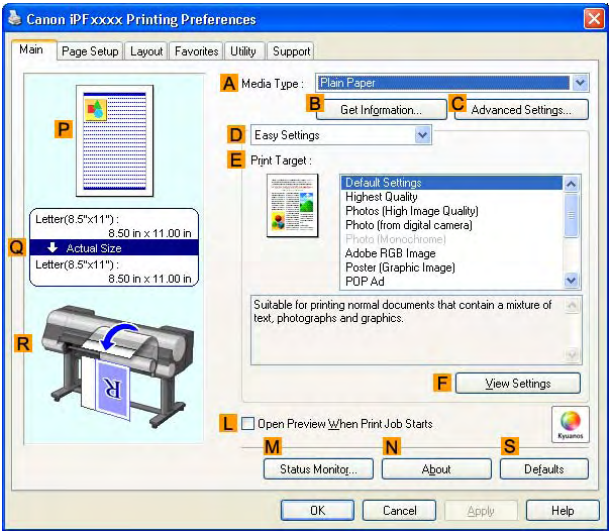 Canon iPFxxxx Printing Preferences
Main Page Setup Layout Favorites Utility Support
A Media Type : Plain Paper
B Get Information... C Advanced Settings...
D Easy Settings
E Print Target :
P
Default Settings
Highest Quality
Photos (High Image Quality)
Photo (from digital camera)
Photo (Monochrome)
Adobe RGB Image
Poster (Graphic Image)
POP Ad
Letter(8.5"x11") :
8.50 in x 11.00 in
Q Actual Size
Letter(8.5"x11") :
8.50 in x 11.00 in
Suitable for printing normal documents that contain a mixture of
text, photographs and graphics.
R
R
F View Settings
L Open Preview When Print Job Starts
Kyuanos
M N S
Status Monitor... About Defaults
OK Cancel Apply Help